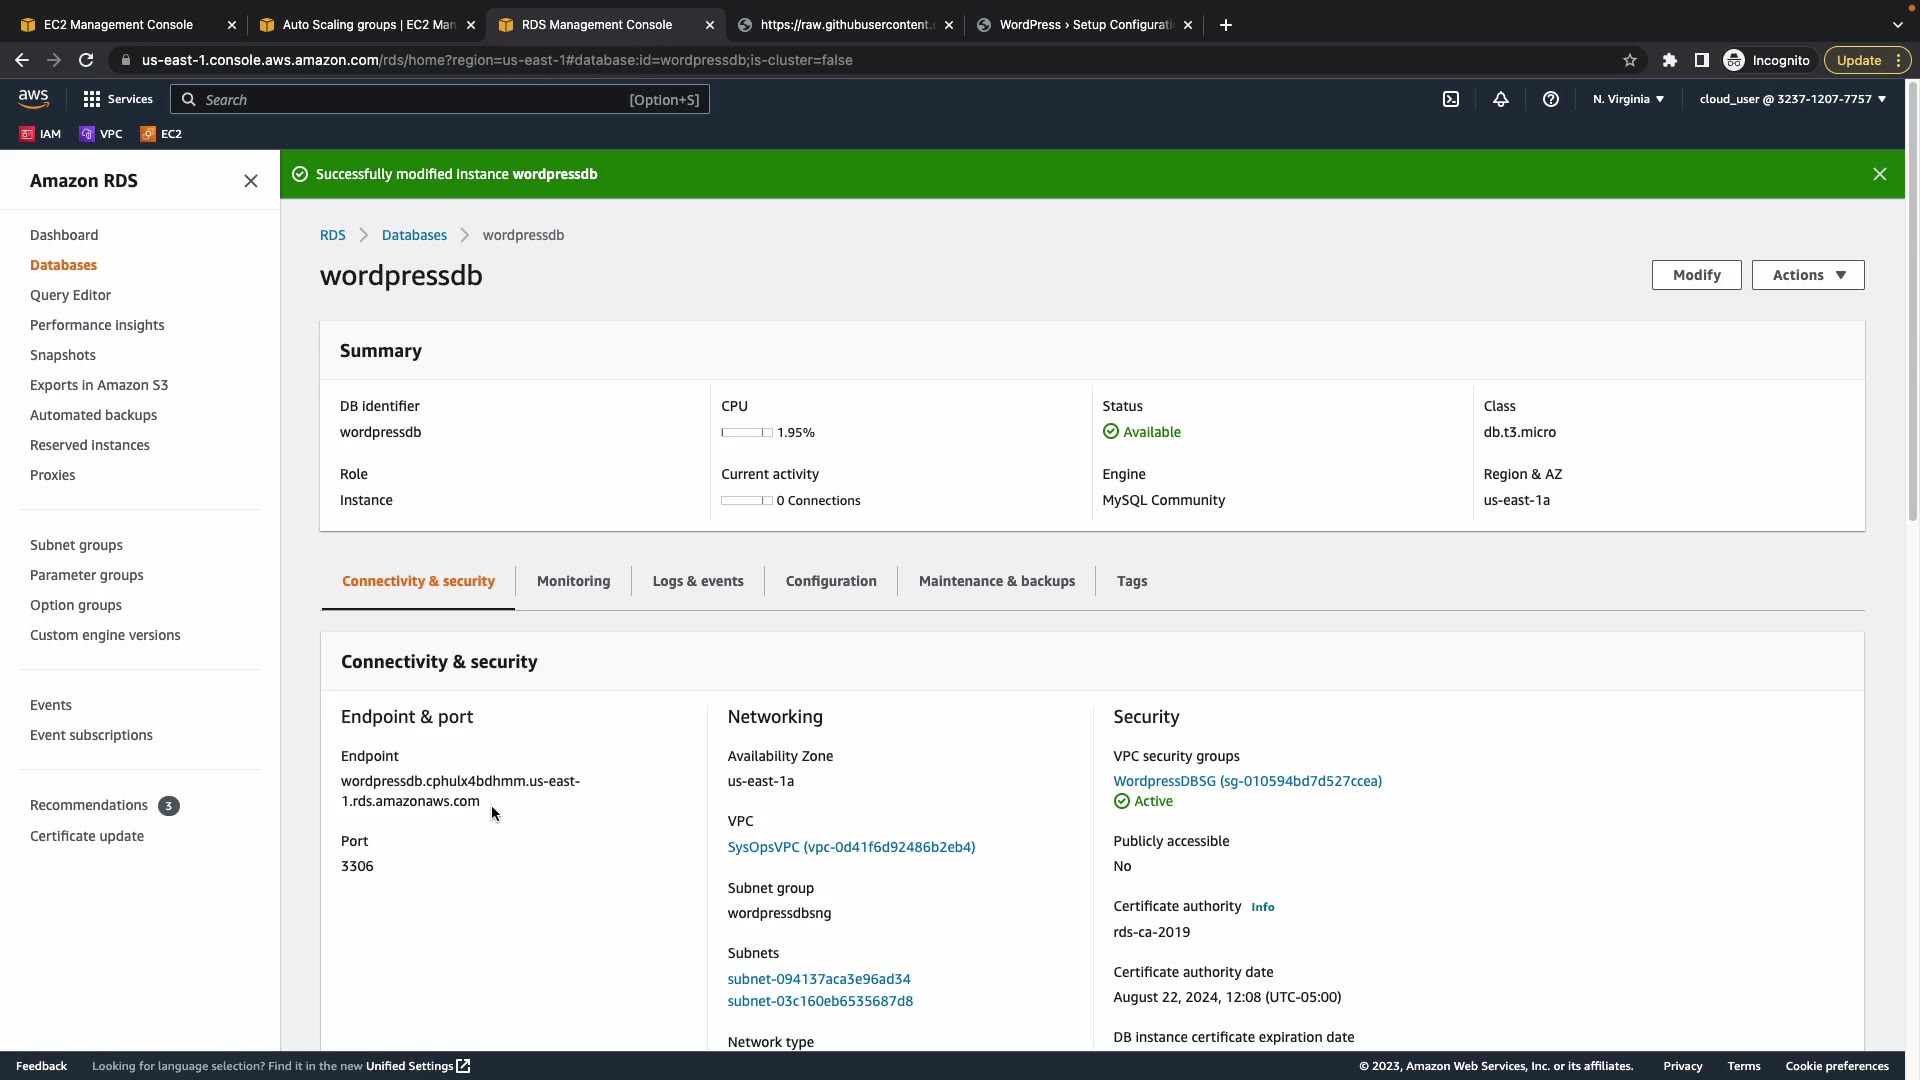 EC2 Management Console
Auto Scaling groups | EC2 Man
RDS Management Console
https://raw.githubusercontent.
WordPress › Setup Configurati
us-east-1.console.aws.amazon.com/rds/home?region=us-east-1#database:id=wordpressdb;is-cluster=false
Incognito
Update
aws
Services
Search
[Option+S]
N. Virginia
cloud_user @ 3237-1207-7757
IAM
VPC
EC2
Amazon RDS
Dashboard
Databases
Query Editor
Performance insights
Snapshots
Exports in Amazon S3
Automated backups
Reserved instances
Proxies
Subnet groups
Parameter groups
Option groups
Custom engine versions
Events
Event subscriptions
Recommendations 3
Certificate update
Successfully modified instance wordpressdb
RDS > Databases > wordpressdb
wordpressdb
Modify
Actions
Summary
DB identifier
wordpressdb
CPU
1.95%
Status
Available
Class
db.t3.micro
Role
Instance
Current activity
0 Connections
Engine
MySQL Community
Region & AZ
us-east-1a
Connectivity & security
Monitoring
Logs & events
Configuration
Maintenance & backups
Tags
Connectivity & security
Endpoint & port
Endpoint
wordpressdb.cphulx4bdhmm.us-east-
1.rds.amazonaws.com
Port
3306
Networking
Availability Zone
us-east-1a
VPC
SysOpsVPC (vpc-0d41f6d92486b2eb4)
Subnet group
wordpressdbsng
Subnets
subnet-094137aca3e96ad34
subnet-03c160eb6535687d8
Network type
Security
VPC security groups
WordpressDBSG (sg-010594bd7d527ccea)
Active
Publicly accessible
No
Certificate authority Info
rds-ca-2019
Certificate authority date
August 22, 2024, 12:08 (UTC-05:00)
DB instance certificate expiration date
Feedback
Looking for language selection? Find it in the new Unified Settings
© 2023, Amazon Web Services, Inc. or its affiliates.
Privacy
Terms
Cookie preferences